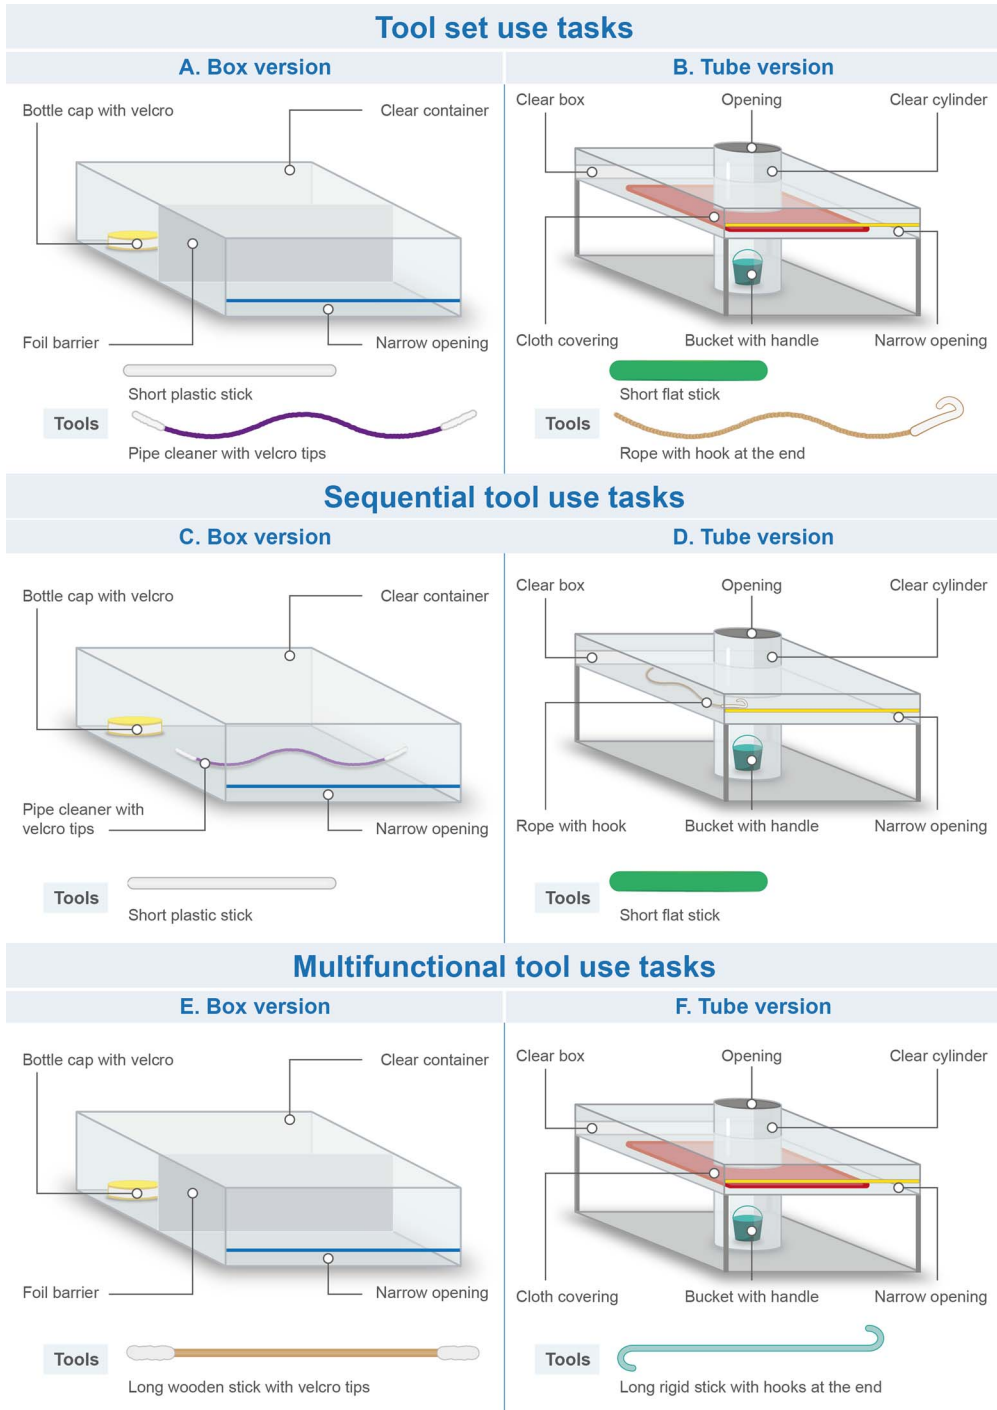 Tool set use tasks
A. Box version
B. Tube version
Bottle cap with velcro
Clear container
Foil barrier
Narrow opening
Short plastic stick
Tools
Pipe cleaner with velcro tips
Clear box
Opening
Clear cylinder
Cloth covering
Bucket with handle
Narrow opening
Short flat stick
Tools
Rope with hook at the end
Sequential tool use tasks
C. Box version
D. Tube version
Bottle cap with velcro
Clear container
Pipe cleaner with
velcro tips
Narrow opening
Tools
Short plastic stick
Clear box
Opening
Clear cylinder
Rope with hook
Bucket with handle
Narrow opening
Tools
Short flat stick
Multifunctional tool use tasks
E. Box version
F. Tube version
Bottle cap with velcro
Clear container
Foil barrier
Narrow opening
Tools
Long wooden stick with velcro tips
Clear box
Opening
Clear cylinder
Cloth covering
Bucket with handle
Narrow opening
Tools
Long rigid stick with hooks at the end